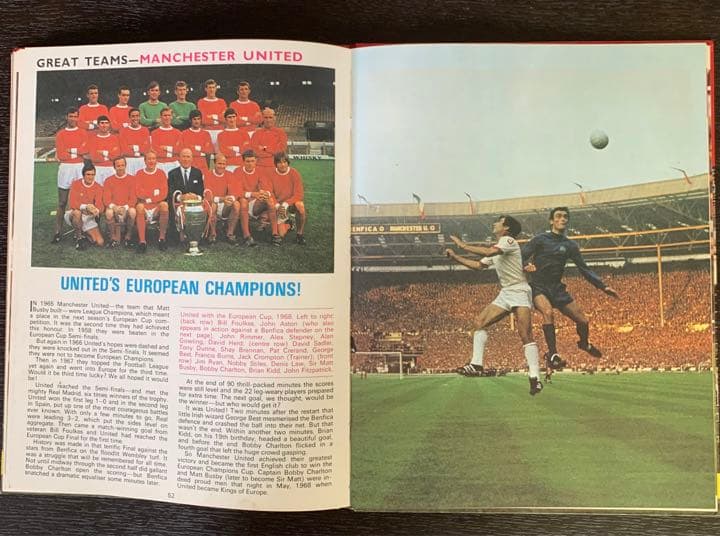 GREAT TEAMS—MANCHESTER UNITED
UNITED'S EUROPEAN CHAMPIONS!
IN 1965 Manchester United—the team that Matt
Busby built—were League Champions, which meant
a place in the next season's European Cup com-
petition. It was the second time they had achieved
this honour. In 1958 they were beaten in the
European Cup Semi-finals.
But again in 1966 United's hopes were dashed and
they were knocked out in the Semi-finals. It seemed
they were not to become European Champions.
Then in 1967 they topped the Football League
yet again and went into Europe for the third time.
Would it be third time lucky? We all hoped it would
be!
United reached the Semi-finals—and met the
mighty Real Madrid, six times winners of the trophy.
United won the first leg 1–0 and in the second leg
in Spain, put up one of the most courageous battles
ever known. With only a few minutes to go, Real
were leading 3–2, which put the sides level on
aggregate. Then came a match-winning goal from
veteran Bill Foulkes and United had reached the
European Cup Final for the first time.
History was made in that terrific Final against the
stars from Benfica on the floodlit Wembley turf. It
was a struggle that will be remembered for all time.
Not until midway through the second half did gallant
Bobby Charlton open the scoring—but Benfica
snatched a dramatic equaliser some minutes later.
United with the European Cup, 1968. Left to right:
(back row) Bill Foulkes, John Aston (who also
appears in action against a Benfica defender on the
next page), John Rimmer, Alex Stepney, Alan
Gowling, David Herd; (centre row) David Sadler,
Tony Dunne, Shay Brennan, Pat Crerand, George
Best, Francis Burns, Jack Crompton (Trainer); (front
row) Jim Ryan, Nobby Stiles, Denis Law, Sir Matt
Busby, Bobby Charlton, Brian Kidd, John Fitzpatrick.
At the end of 90 thrill-packed minutes the scores
were still level and the 22 leg-weary players prepared
for extra time. The next goal, we thought, would be
the winner—but who would get it?
It was United! Two minutes after the restart that
little Irish wizard George Best mesmerised the Benfica
defence and crashed the ball into their net. But that
wasn't the end. Within another two minutes, Brian
Kidd, on his 19th birthday, headed a beautiful goal,
and before the end Bobby Charlton flicked in a
fourth goal that left the huge crowd gasping.
So Manchester United achieved their greatest
victory and became the first English club to win the
European Champions Cup. Captain Bobby Charlton
and Matt Busby (later to become Sir Matt) were in-
deed proud men that night in May, 1968 when
United became Kings of Europe.
52
WHISKY
BENFICA 0 MANCHESTER U. 0